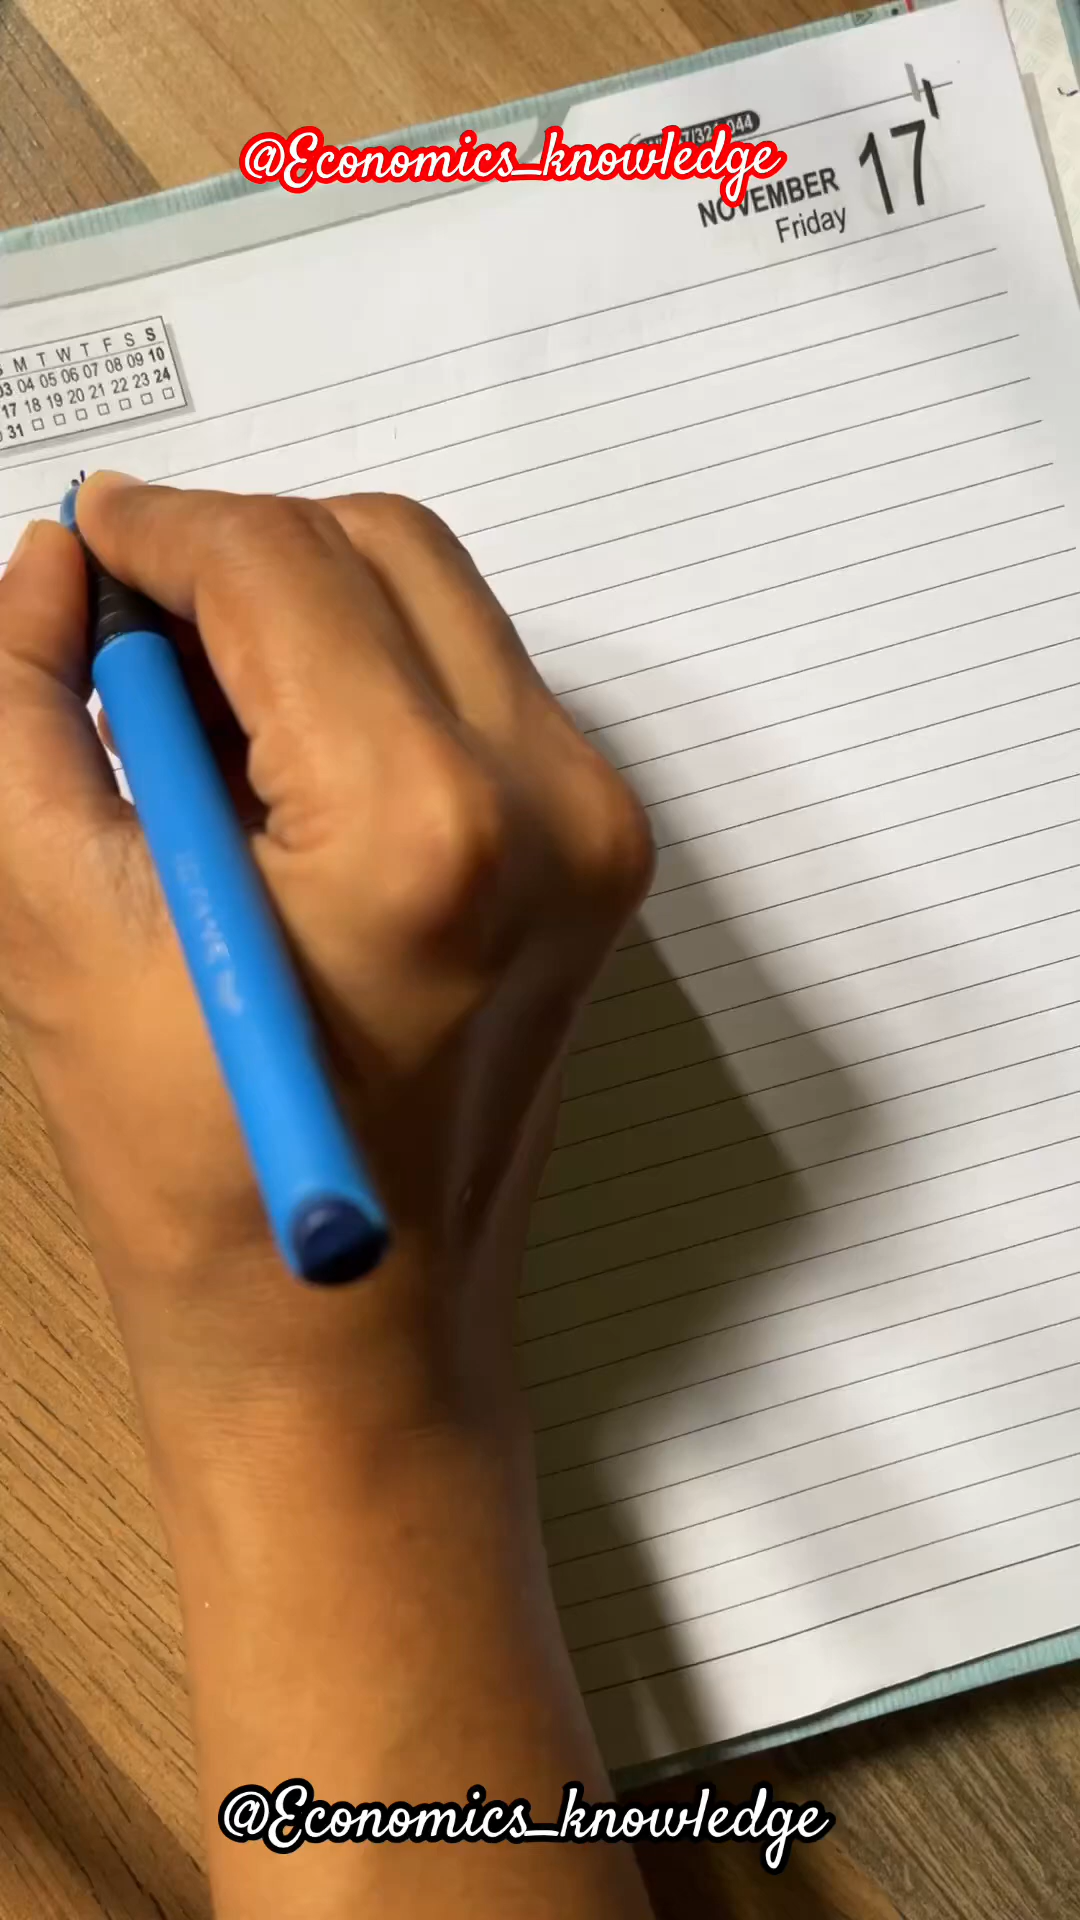 @Economics_knowledge
NOVEMBER 17
Friday
S M T W T F S S
03 04 05 06 07 08 09 10
17 18 19 20 21 22 23 24
31
@Economics_knowledge